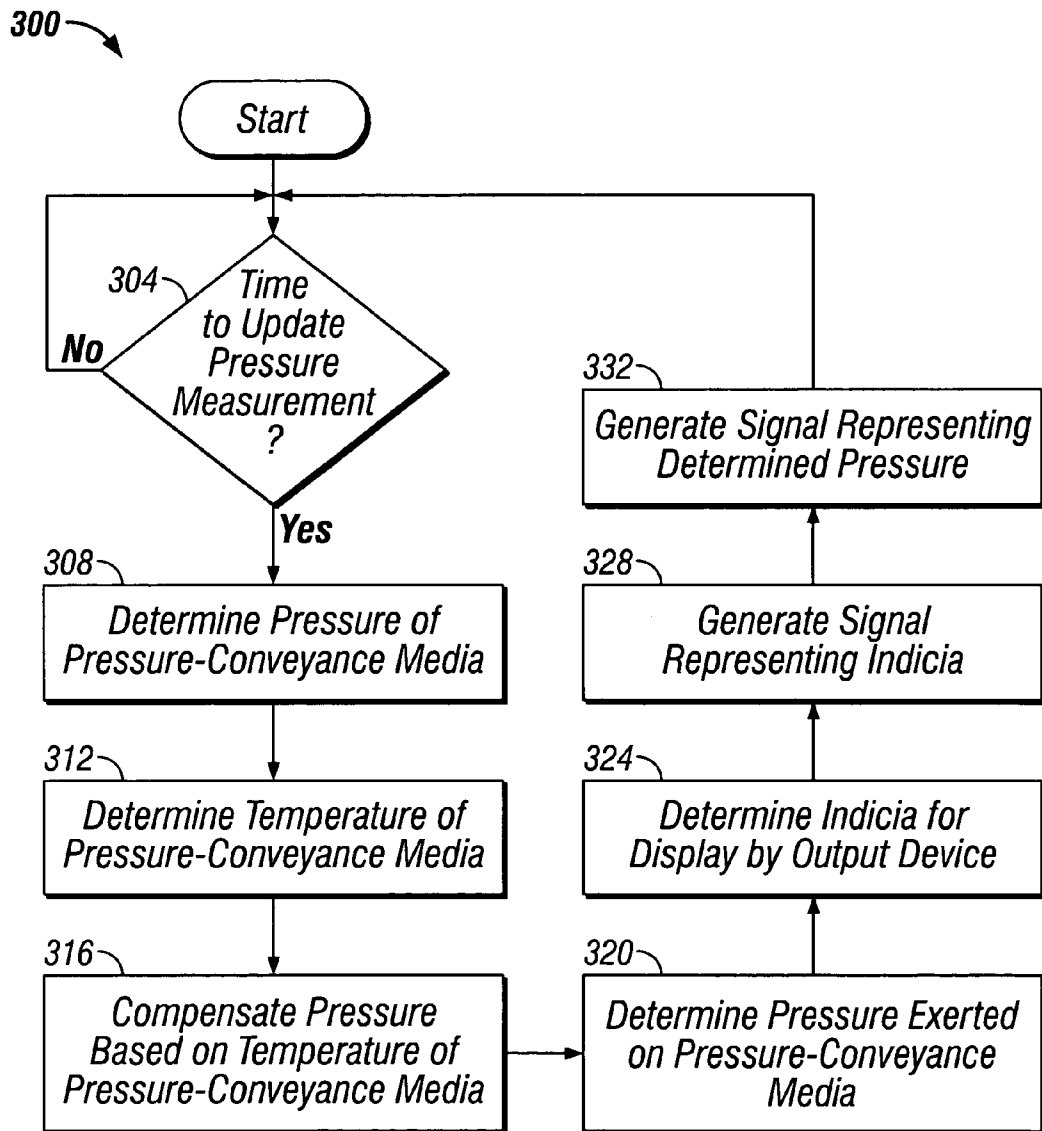 300
Start
304
Time
to Update
Pressure
Measurement
?
No
Yes
308
Determine Pressure of
Pressure-Conveyance Media
312
Determine Temperature of
Pressure-Conveyance Media
316
Compensate Pressure
Based on Temperature of
Pressure-Conveyance Media
320
Determine Pressure Exerted
on Pressure-Conveyance
Media
324
Determine Indicia for
Display by Output Device
328
Generate Signal
Representing Indicia
332
Generate Signal Representing
Determined Pressure